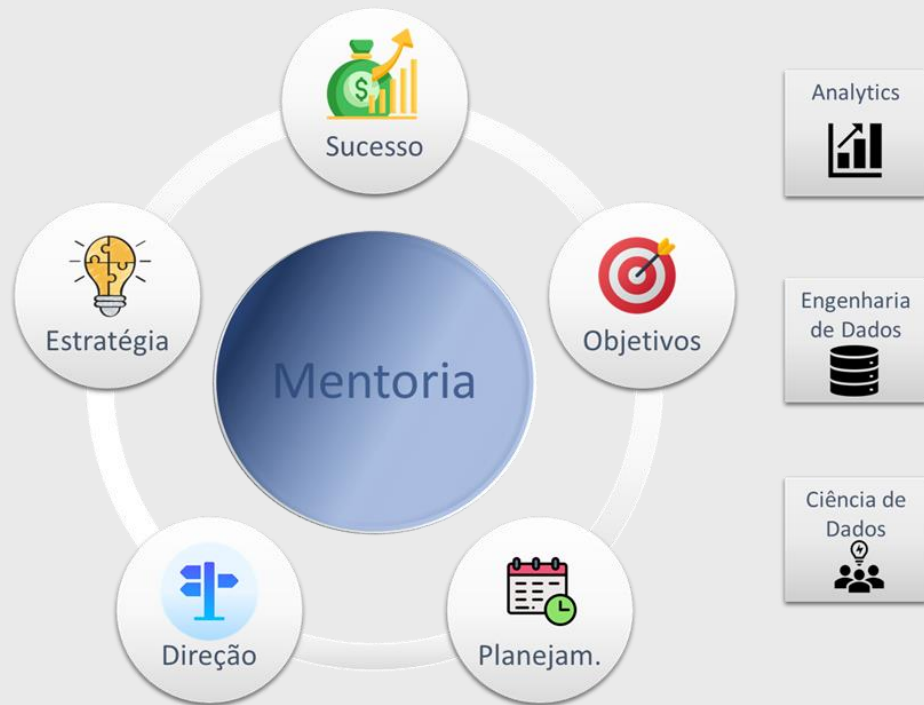 Sucesso
Estratégia
Objetivos
Mentoria
Direção
Planejam.
Analytics
Engenharia
de Dados
Ciência de
Dados